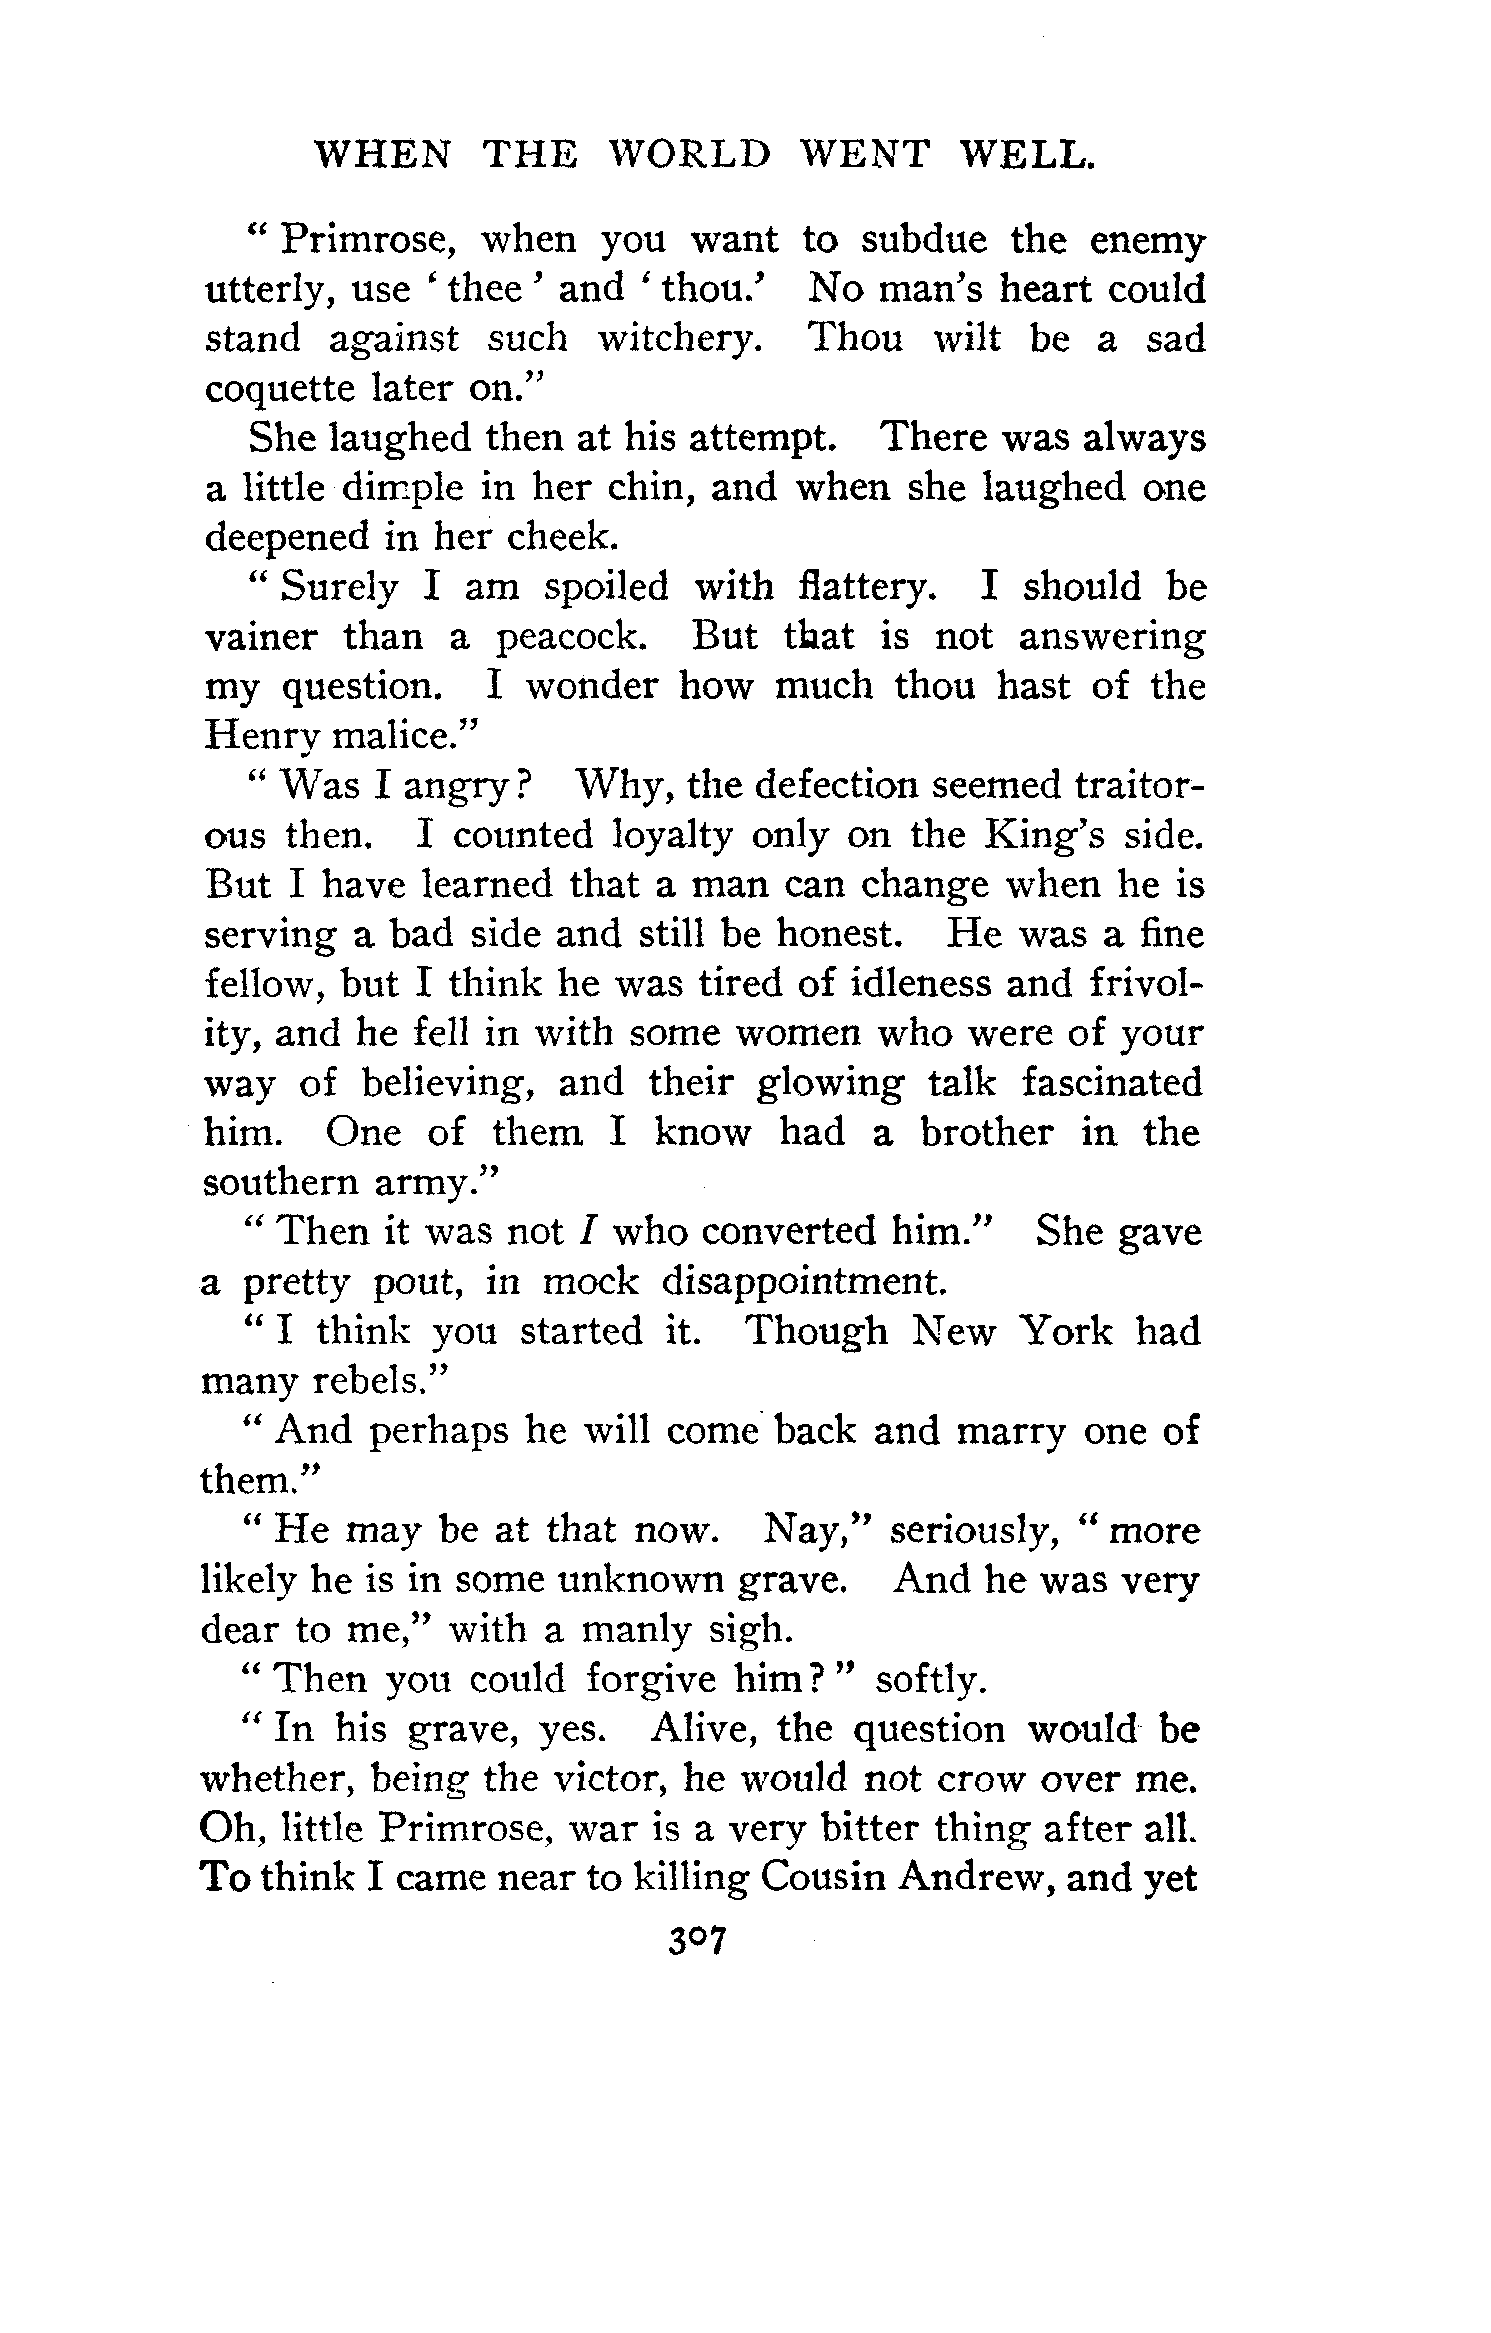 WHEN THE WORLD WENT WELL.
" Primrose, when you want to subdue the enemy
utterly, use ' thee ' and ' thou.' No man's heart could
stand against such witchery. Thou wilt be a sad
coquette later on."
She laughed then at his attempt. There was always
a little dimple in her chin, and when she laughed one
deepened in her cheek.
" Surely I am spoiled with flattery. I should be
vainer than a peacock. But that is not answering
my question. I wonder how much thou hast of the
Henry malice."
" Was I angry? Why, the defection seemed traitor-
ous then. I counted loyalty only on the King's side.
But I have learned that a man can change when he is
serving a bad side and still be honest. He was a fine
fellow, but I think he was tired of idleness and frivol-
ity, and he fell in with some women who were of your
way of believing, and their glowing talk fascinated
him. One of them I know had a brother in the
southern army."
" Then it was not I who converted him." She gave
a pretty pout, in mock disappointment.
" I think you started it. Though New York had
many rebels."
" And perhaps he will come back and marry one of
them."
" He may be at that now. Nay," seriously, " more
likely he is in some unknown grave. And he was very
dear to me," with a manly sigh.
" Then you could forgive him? " softly.
" In his grave, yes. Alive, the question would be
whether, being the victor, he would not crow over me.
Oh, little Primrose, war is a very bitter thing after all.
To think I came near to killing Cousin Andrew, and yet
307